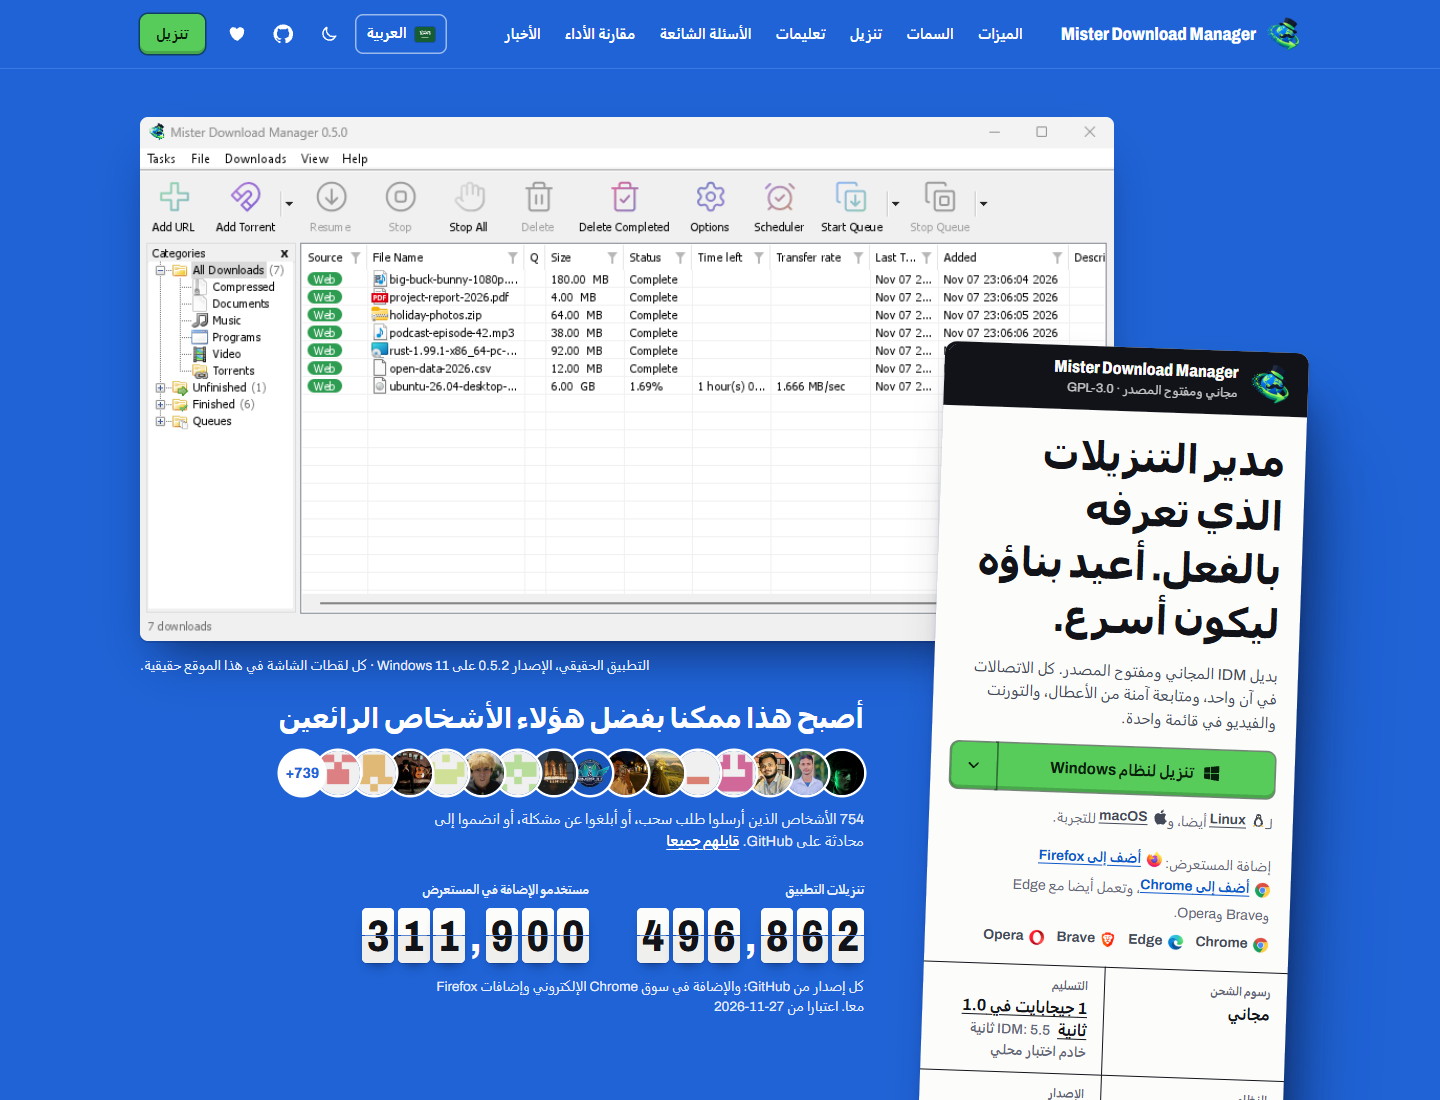 Mister Download Manager
الميزات السمات تنزيل تعليمات الأسئلة الشائعة مقارنة الأداء الأخبار
العربية
تنزيل
Mister Download Manager 0.5.0
Tasks File Downloads View Help
Add URL Add Torrent Resume Stop Stop All Delete Delete Completed Options Scheduler Start Queue Stop Queue
Categories x
All Downloads (7)
Compressed
Documents
Music
Programs
Video
Torrents
Unfinished (1)
Finished (6)
Queues
Source File Name Q Size Status Time left Transfer rate Last T... Added Descri
Web big-buck-bunny-1080p.... 180.00 MB Complete Nov 07 2... Nov 07 23:06:04 2026
Web project-report-2026.pdf 4.00 MB Complete Nov 07 2... Nov 07 23:06:05 2026
Web holiday-photos.zip 64.00 MB Complete Nov 07 2... Nov 07 23:06:05 2026
Web podcast-episode-42.mp3 38.00 MB Complete Nov 07 2... Nov 07 23:06:06 2026
Web rust-1.99.1-x86_64-pc-... 92.00 MB Complete Nov 07 2...
Web open-data-2026.csv 12.00 MB Complete Nov 07 2...
Web ubuntu-26.04-desktop-... 6.00 GB 1.69% 1 hour(s) 0... 1.666 MB/sec Nov 07 2...
7 downloads
التطبيق الحقيقي، الإصدار 0.5.2 على Windows 11 · كل لقطات الشاشة في هذا الموقع حقيقية.
Mister Download Manager
مجاني ومفتوح المصدر · GPL-3.0
مدير التنزيلات
الذي تعرفه
بالفعل. أعيد بناؤه
ليكون أسرع.
بديل IDM المجاني ومفتوح المصدر. كل الاتصالات
في آن واحد، ومتابعة آمنة من الأعطال، والتورنت
والفيديو في قائمة واحدة.
تنزيل لنظام Windows
لـ Linux أيضا، و macOS للتجربة.
إضافة المستعرض: أضف إلى Firefox
أضف إلى Chrome، وتعمل أيضا مع Edge
وBrave وOpera.
Chrome Edge Brave Opera
رسوم الشحن
مجاني
التسليم
1 جيجابايت في 1.0
ثانية IDM: 5.5 ثانية
خادم اختبار محلي
الإصدار
أصبح هذا ممكنا بفضل هؤلاء الأشخاص الرائعين
+739
754 الأشخاص الذين أرسلوا طلب سحب، أو أبلغوا عن مشكلة، أو انضموا إلى
محادثة على GitHub. قابلهم جميعا
تنزيلات التطبيق
496,862
مستخدمو الإضافة في المستعرض
311,900
كل إصدار من GitHub؛ والإضافة في سوق Chrome الإلكتروني وإضافات Firefox
معا. اعتبارا من 27-11-2026